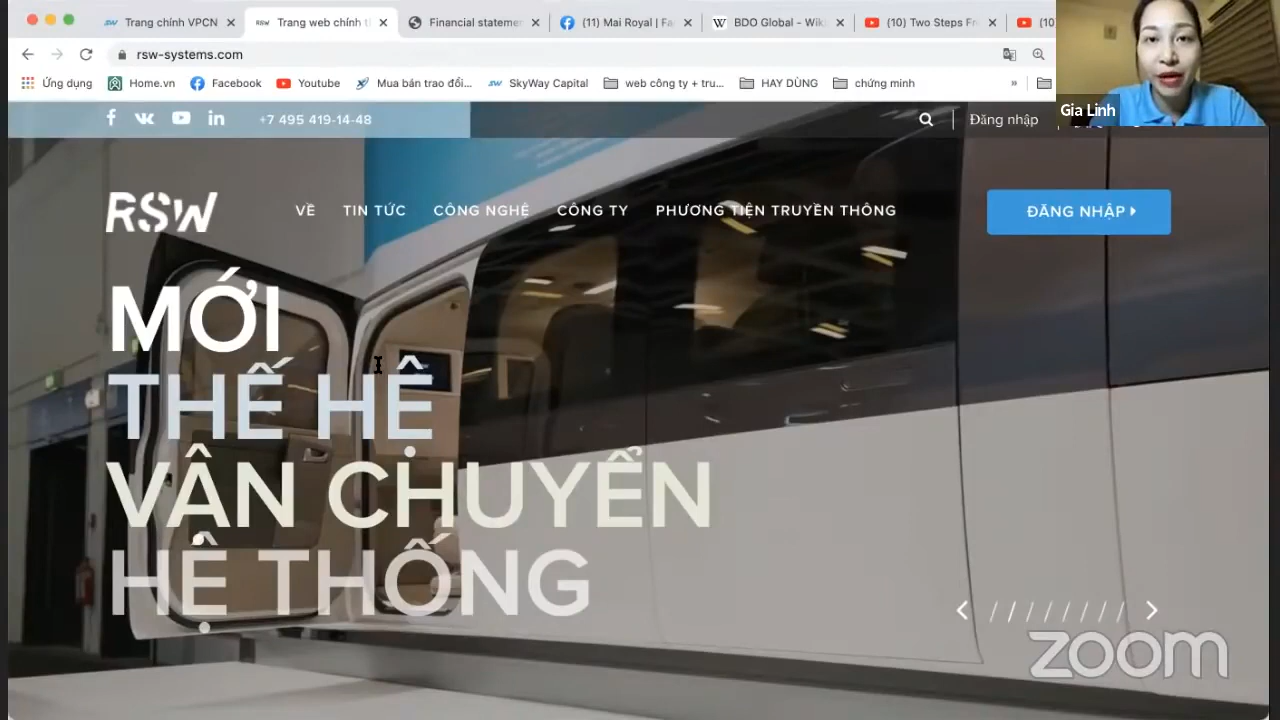 Trang chính VPCN
RSW Trang web chính t
Financial stateme
(11) Mai Royal | Fa
W BDO Global - Wik
(10) Two Steps Fr
(10
rsw-systems.com
Ứng dụng
Home.vn
Facebook
Youtube
Mua bán trao đổi...
SkyWay Capital
web công ty + tru...
HAY DÙNG
chứng minh
»
Gia Linh
+7 495 419-14-48
Đăng nhập
RSW
VỀ
TIN TỨC
CÔNG NGHỆ
CÔNG TY
PHƯƠNG TIỆN TRUYỀN THÔNG
ĐĂNG NHẬP
MỚI
THẾ HỆ
VẬN CHUYỂN
HỆ THỐNG
zoom